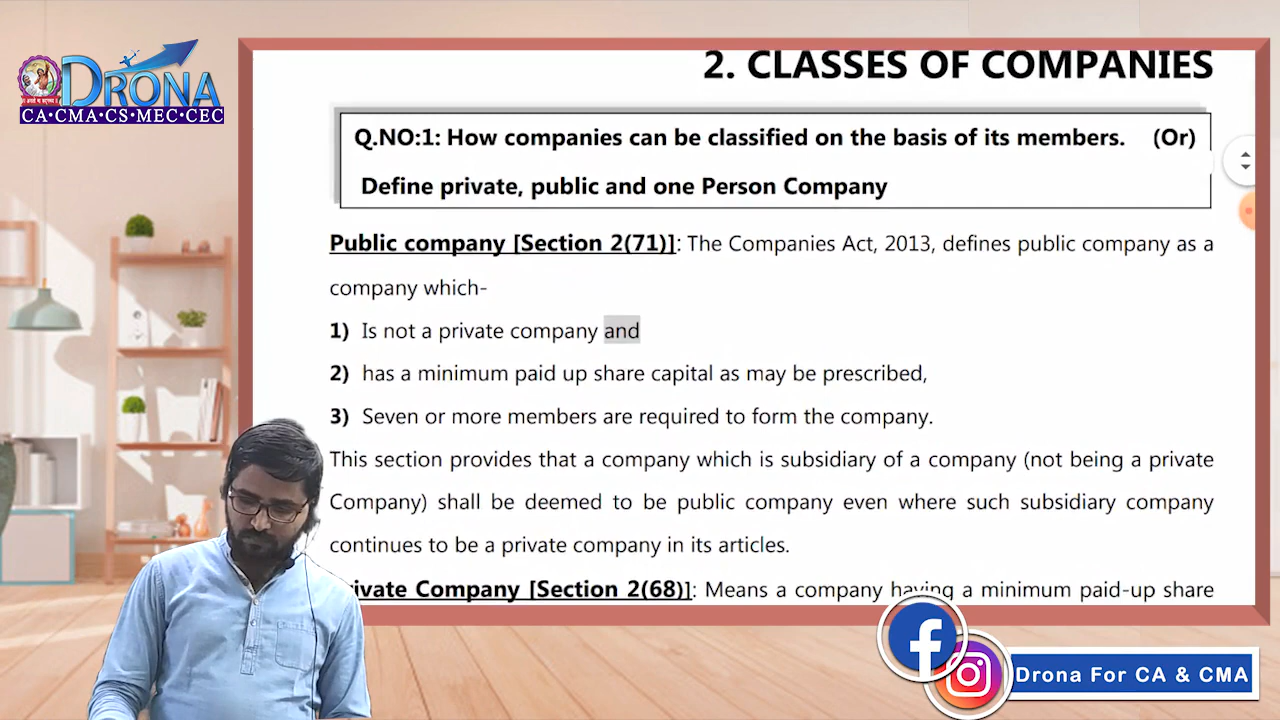 DRONA
CA•CMA•CS•MEC•CEC
2. CLASSES OF COMPANIES
Q.NO:1: How companies can be classified on the basis of its members. (Or)
Define private, public and one Person Company
Public company [Section 2(71)]: The Companies Act, 2013, defines public company as a
company which-
1) Is not a private company and
2) has a minimum paid up share capital as may be prescribed,
3) Seven or more members are required to form the company.
This section provides that a company which is subsidiary of a company (not being a private
Company) shall be deemed to be public company even where such subsidiary company
continues to be a private company in its articles.
ivate Company [Section 2(68)]: Means a company having a minimum paid-up share
Drona For CA & CMA